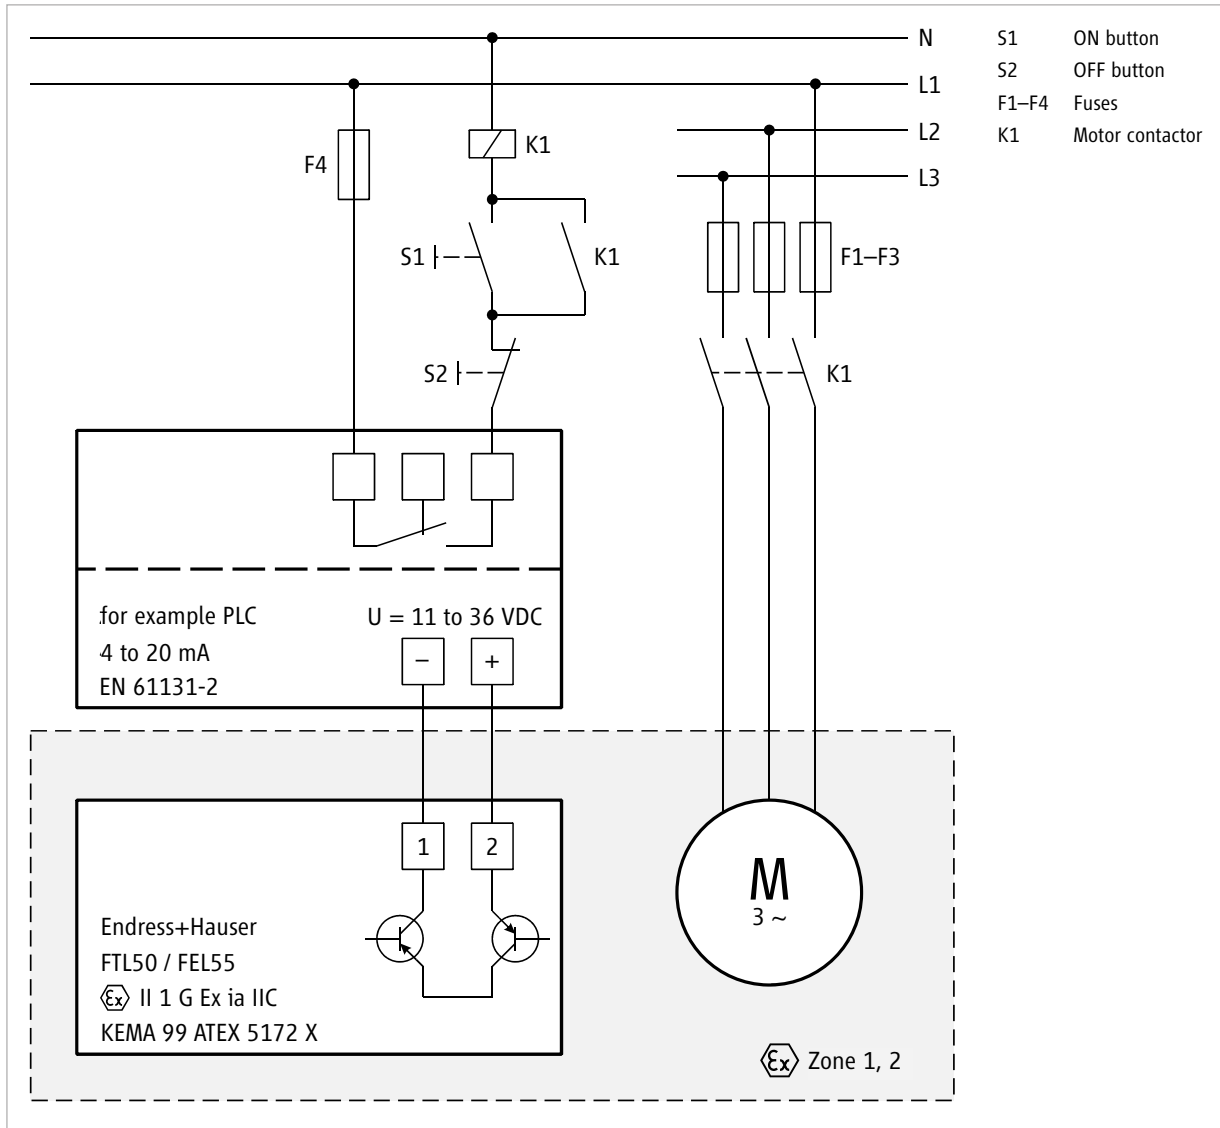 N
S1 ON button
L1
S2 OFF button
F1–F4 Fuses
L2
K1 Motor contactor
K1
F4
L3
S1
K1
F1–F3
S2
K1
for example PLC
U = 11 to 36 VDC
4 to 20 mA
– +
EN 61131-2
1 2
M
3 ~
Endress+Hauser
FTL50 / FEL55
Ex II 1 G Ex ia IIC
KEMA 99 ATEX 5172 X
Ex Zone 1, 2